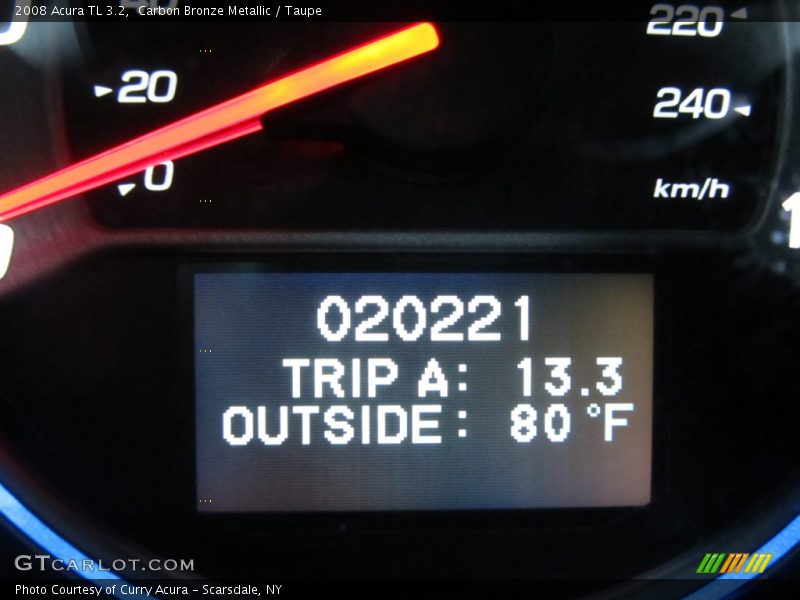 2008 Acura TL 3.2,  Carbon Bronze Metallic / Taupe
220
20
240
0
km/h
020221
TRIP A: 13.3
OUTSIDE: 80°F
GTCARLOT.COM
Photo Courtesy of Curry Acura - Scarsdale, NY